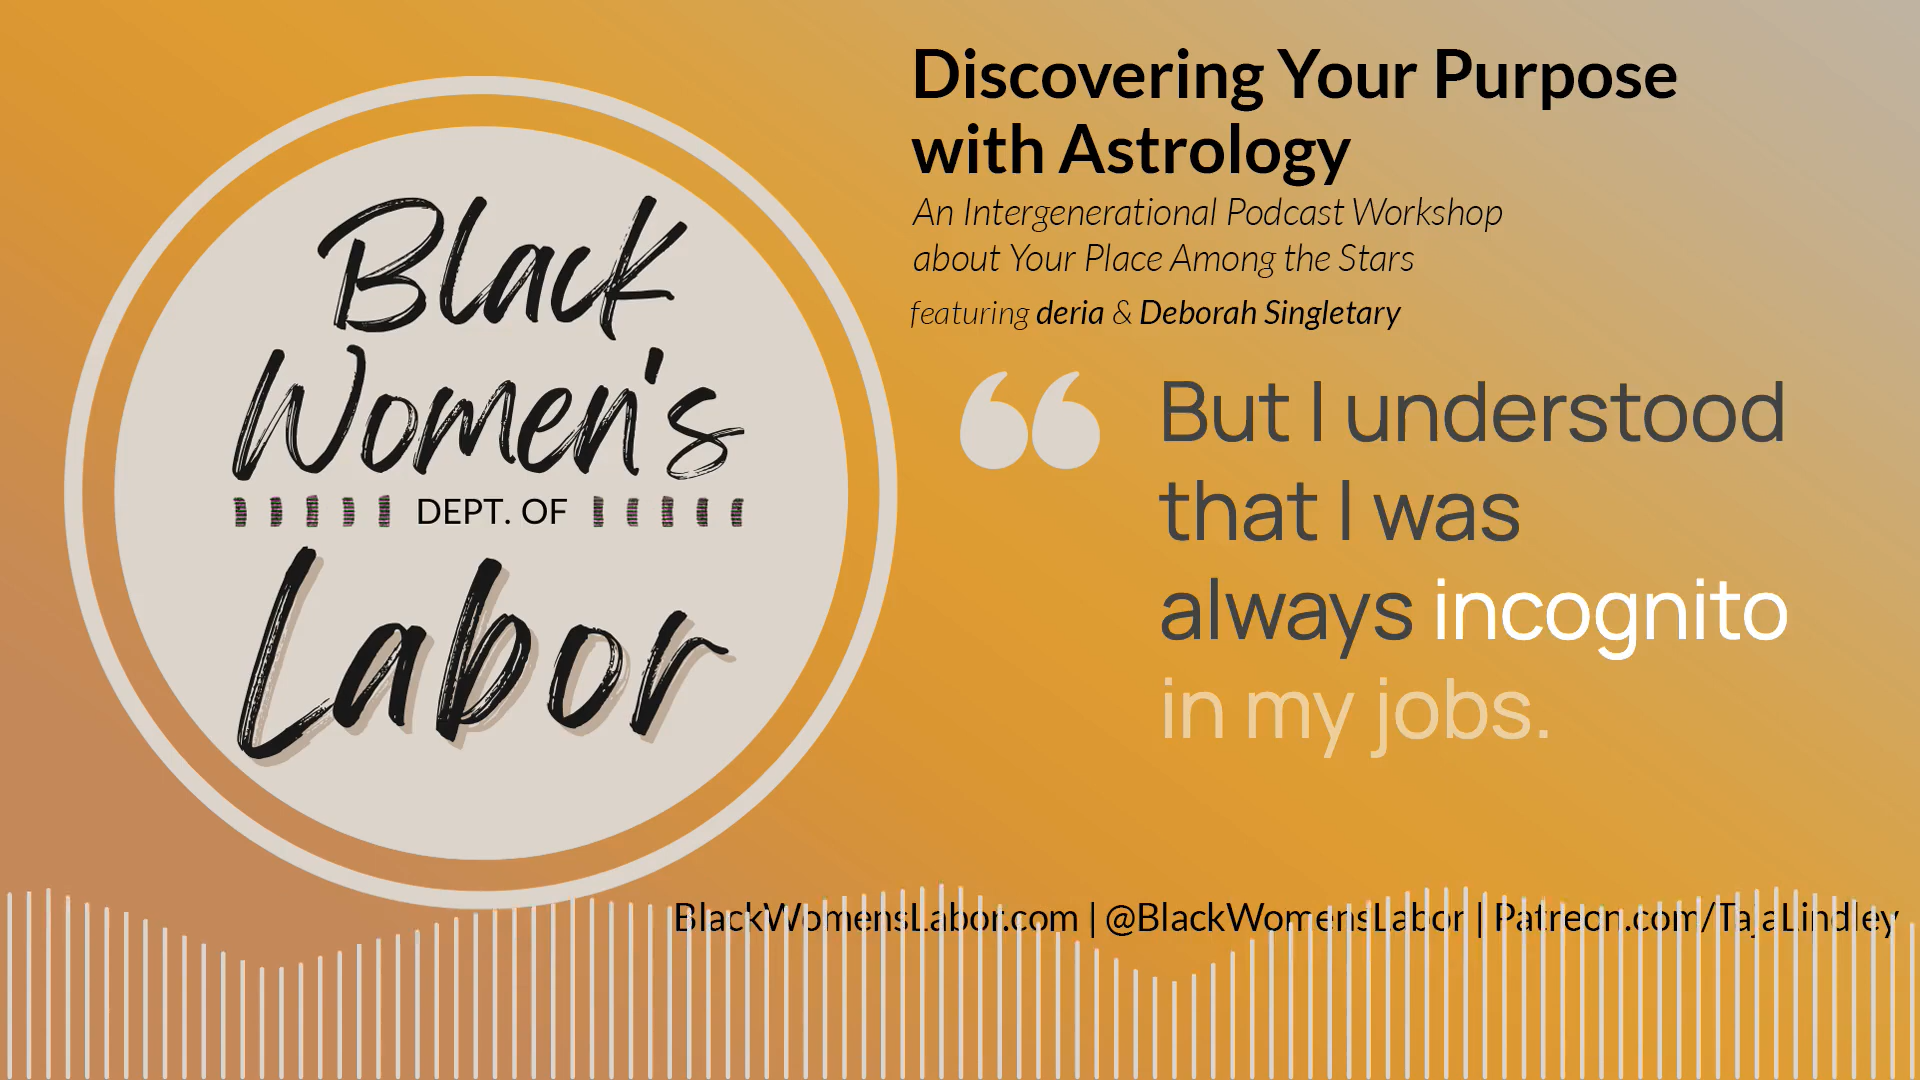 Black
Women's
DEPT. OF
Labor
Discovering Your Purpose
with Astrology
An Intergenerational Podcast Workshop
about Your Place Among the Stars
featuring deria & Deborah Singletary
“ But I understood
that I was
always incognito
in my jobs.
BlackWomensLabor.com | @BlackWomensLabor | Patreon.com/TajaLindley